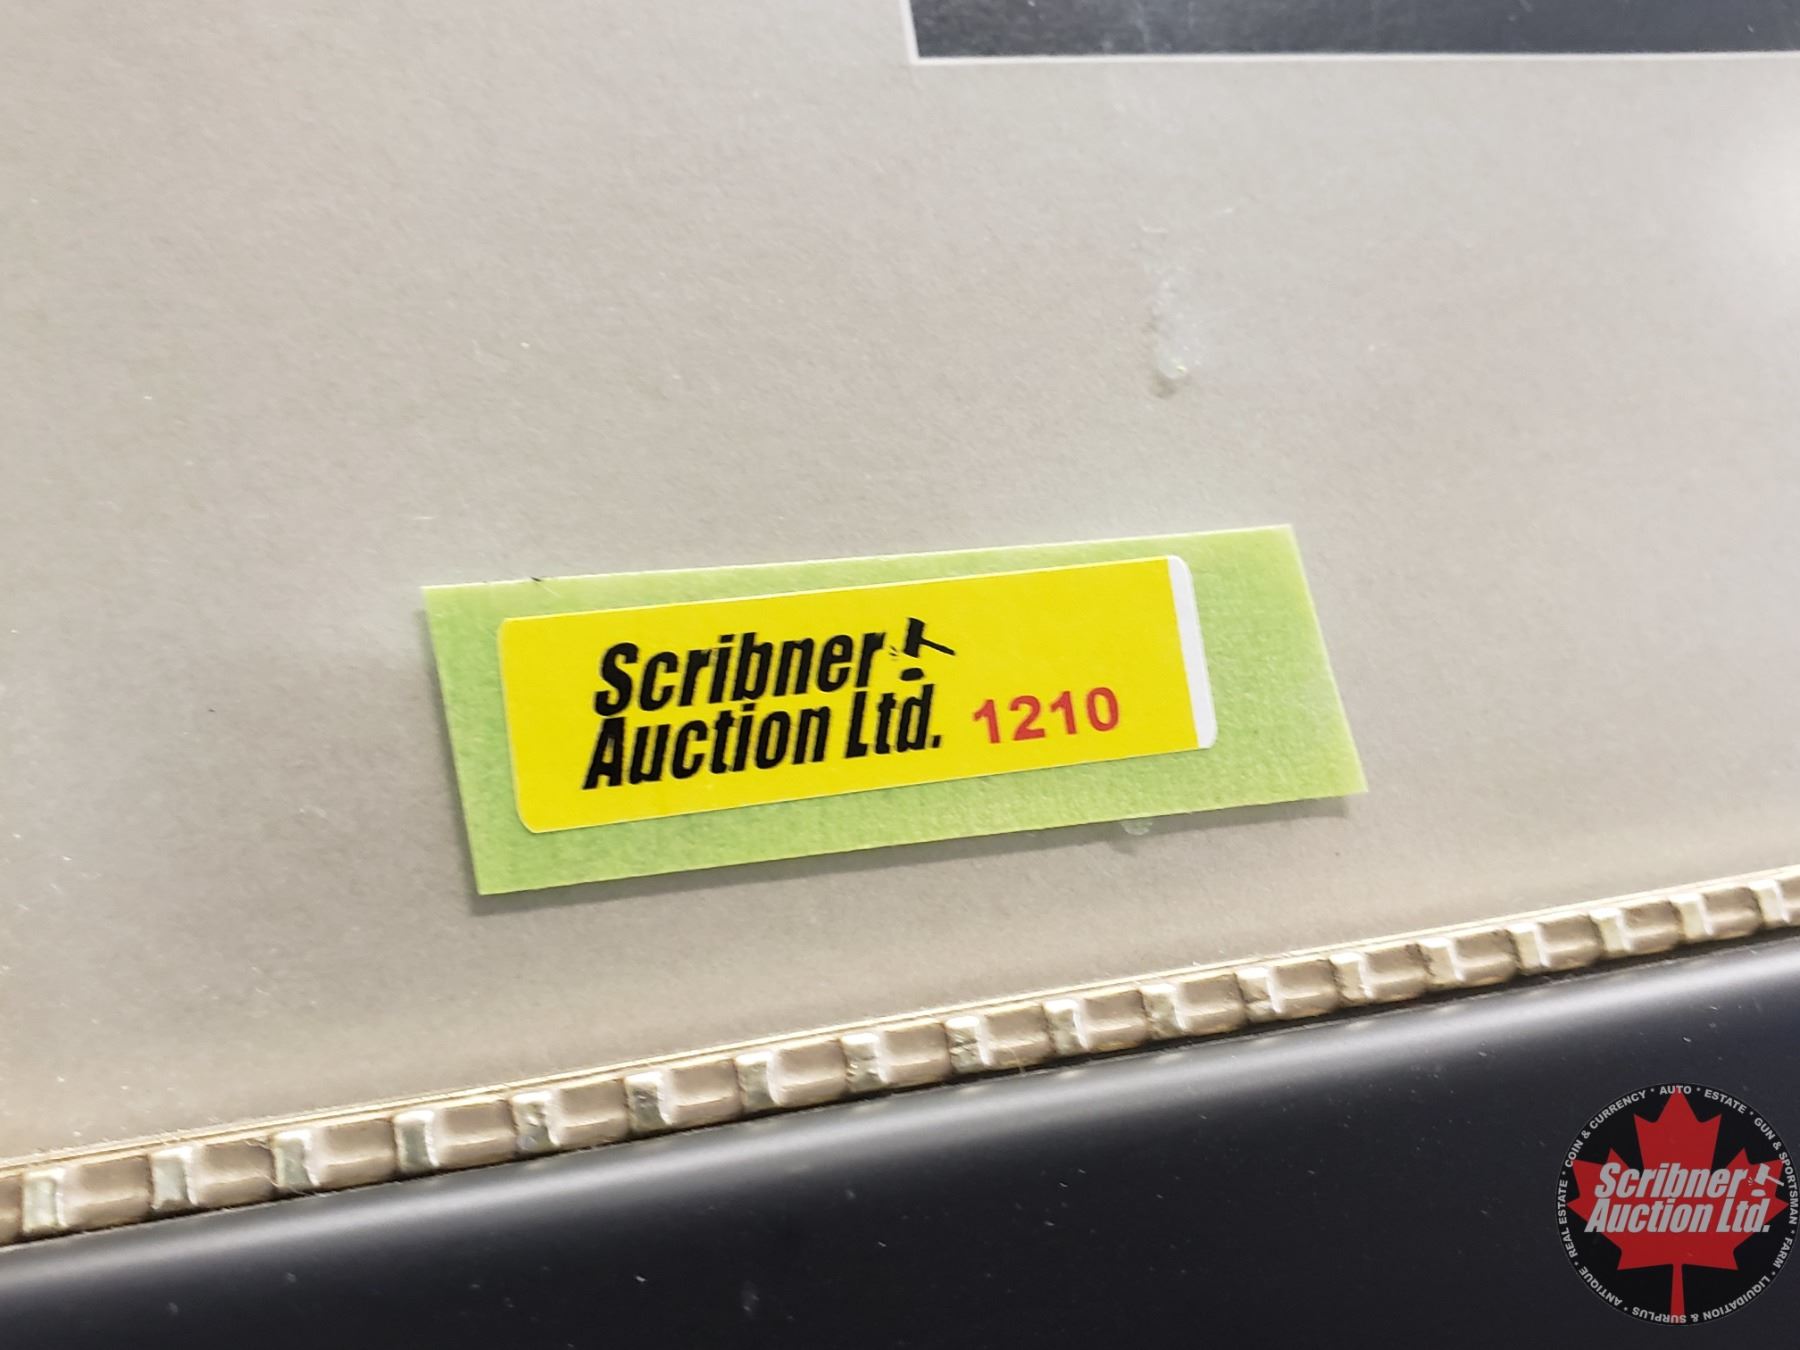 Scribner
Auction Ltd. 1210
COIN & CURRENCY · AUTO · ESTATE · GUN & SPORTSMAN · FARM · LIQUIDATION & SURPLUS · ANTIQUE · REAL ESTATE ·
Scribner
Auction Ltd.